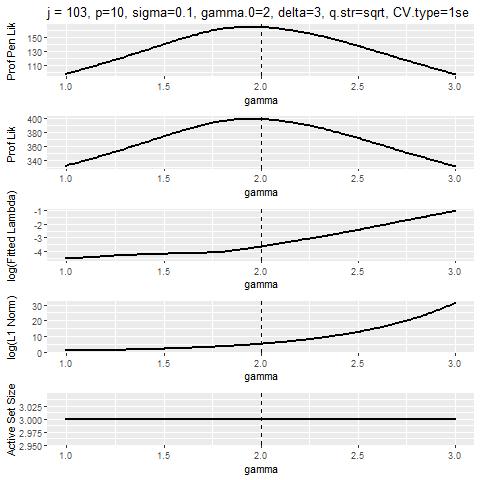 j = 103, p=10, sigma=0.1, gamma.0=2, delta=3, q.str=sqrt, CV.type=1se
Prof Pen Lik
150
130
110
1.0 1.5 2.0 2.5 3.0
gamma
Prof Lik
400
380
360
340
1.0 1.5 2.0 2.5 3.0
gamma
log(Fitted Lambda)
-1
-2
-3
-4
1.0 1.5 2.0 2.5 3.0
gamma
log(L1 Norm)
30
20
10
0
1.0 1.5 2.0 2.5 3.0
gamma
Active Set Size
3.025
3.000
2.975
2.950
1.0 1.5 2.0 2.5 3.0
gamma